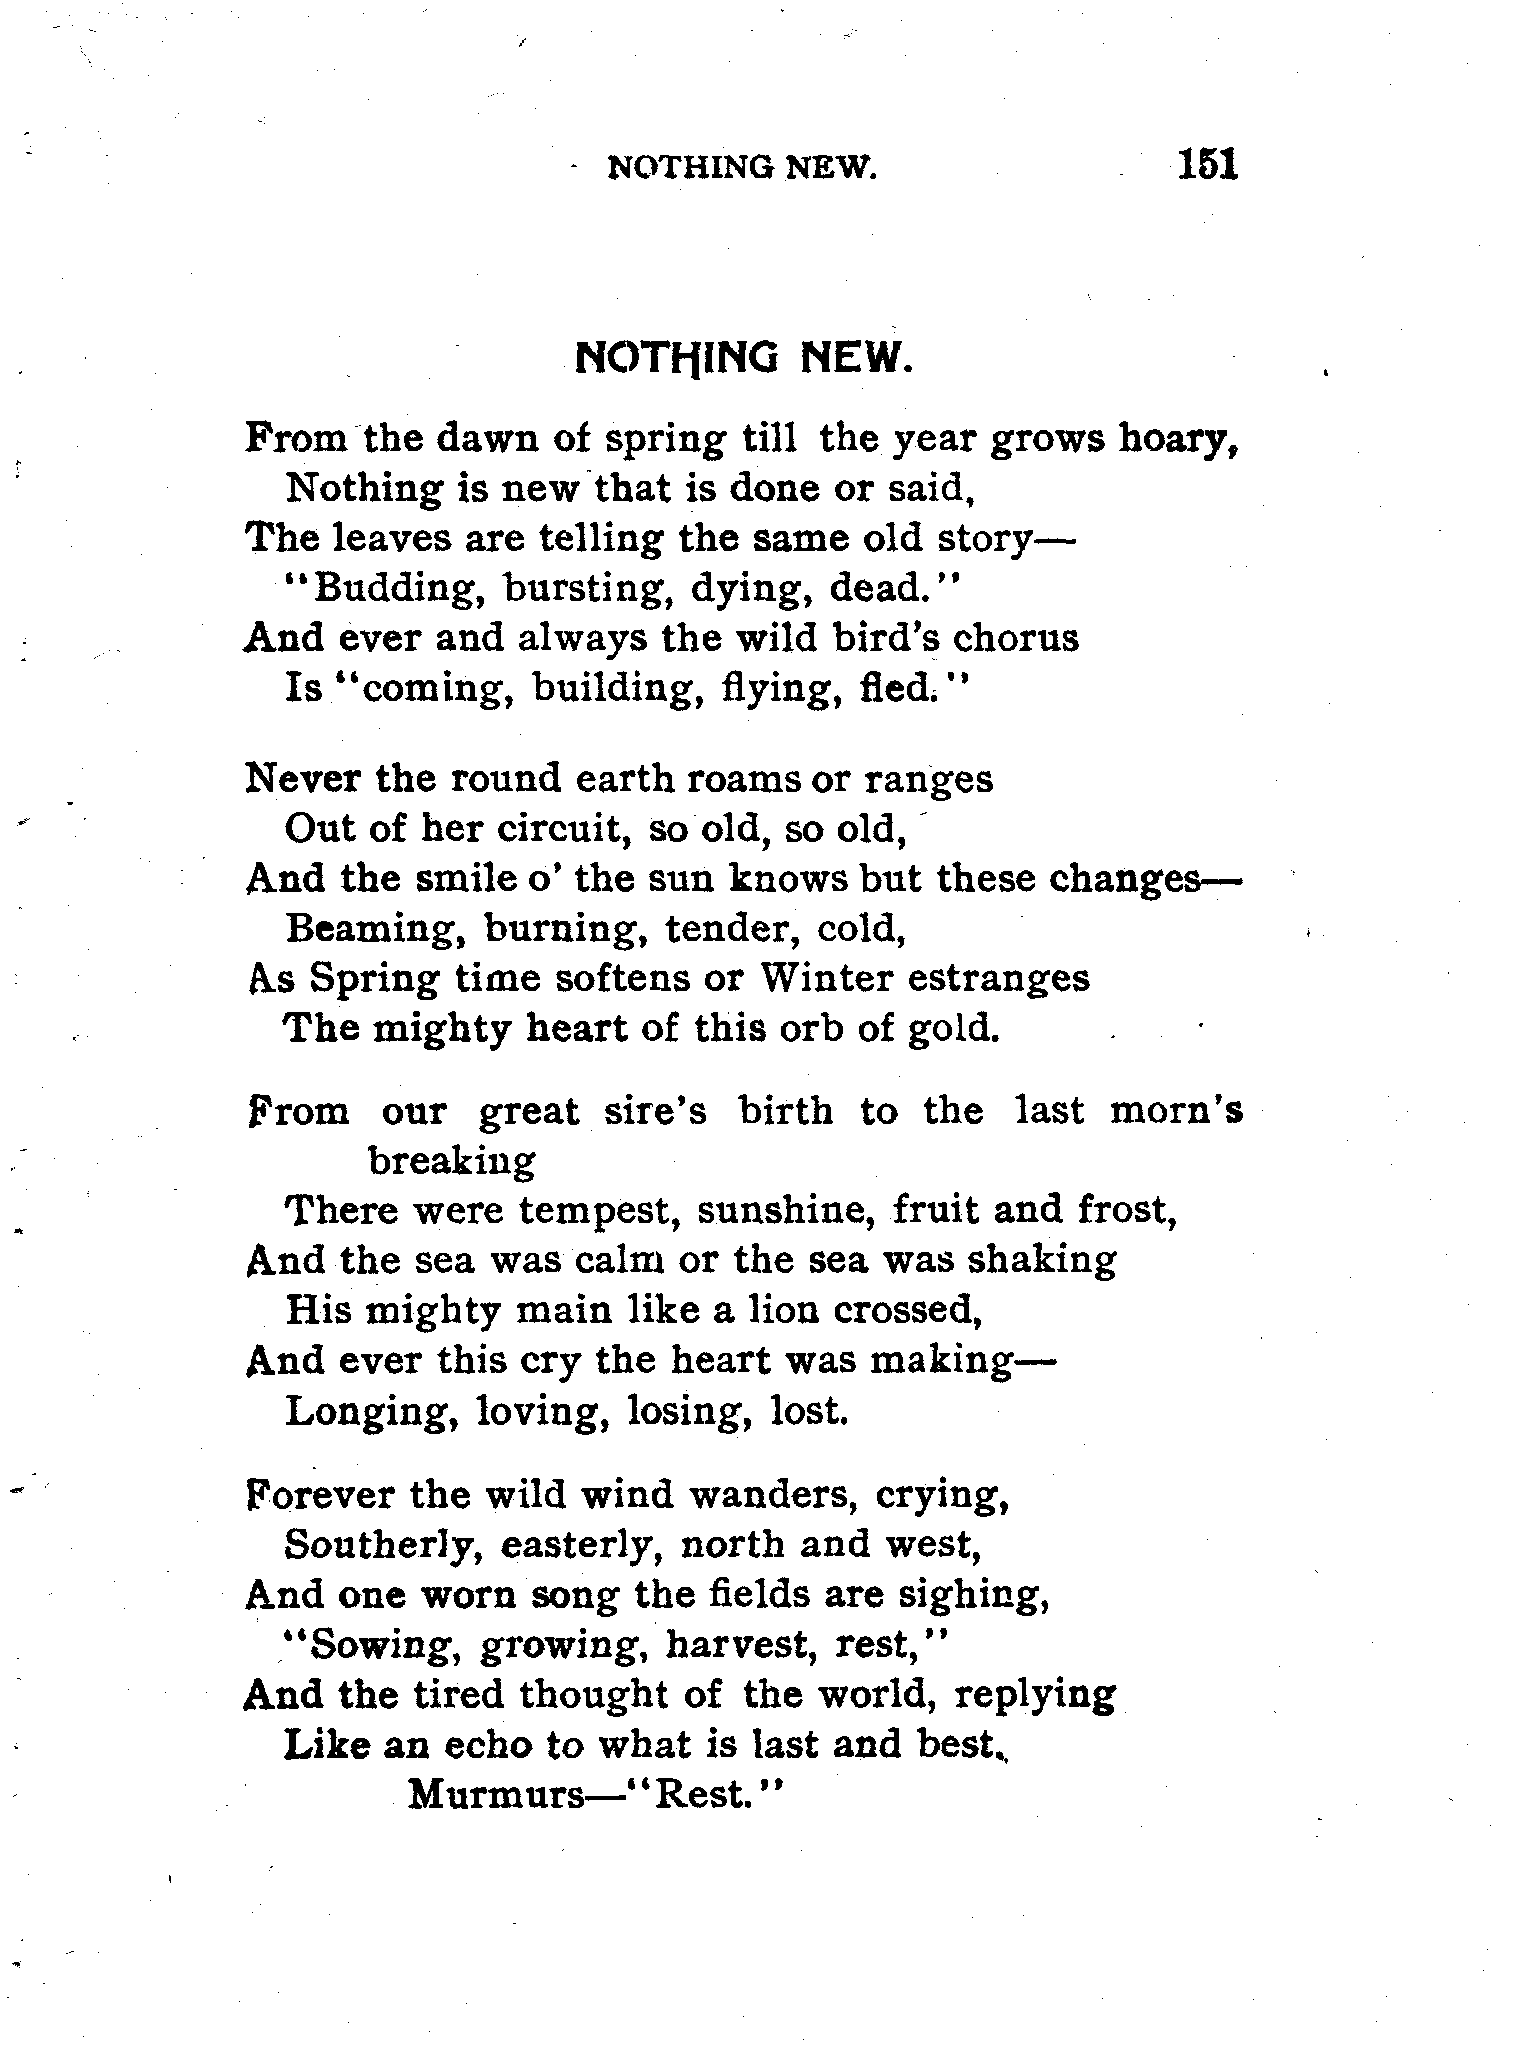 NOTHING NEW. 151
NOTHING NEW.
From the dawn of spring till the year grows hoary,
Nothing is new that is done or said,
The leaves are telling the same old story—
"Budding, bursting, dying, dead."
And ever and always the wild bird's chorus
Is "coming, building, flying, fled."
Never the round earth roams or ranges
Out of her circuit, so old, so old,
And the smile o' the sun knows but these changes—
Beaming, burning, tender, cold,
As Spring time softens or Winter estranges
The mighty heart of this orb of gold.
From our great sire's birth to the last morn's
breaking
There were tempest, sunshine, fruit and frost,
And the sea was calm or the sea was shaking
His mighty main like a lion crossed,
And ever this cry the heart was making—
Longing, loving, losing, lost.
Forever the wild wind wanders, crying,
Southerly, easterly, north and west,
And one worn song the fields are sighing,
"Sowing, growing, harvest, rest,"
And the tired thought of the world, replying
Like an echo to what is last and best,
Murmurs—"Rest."